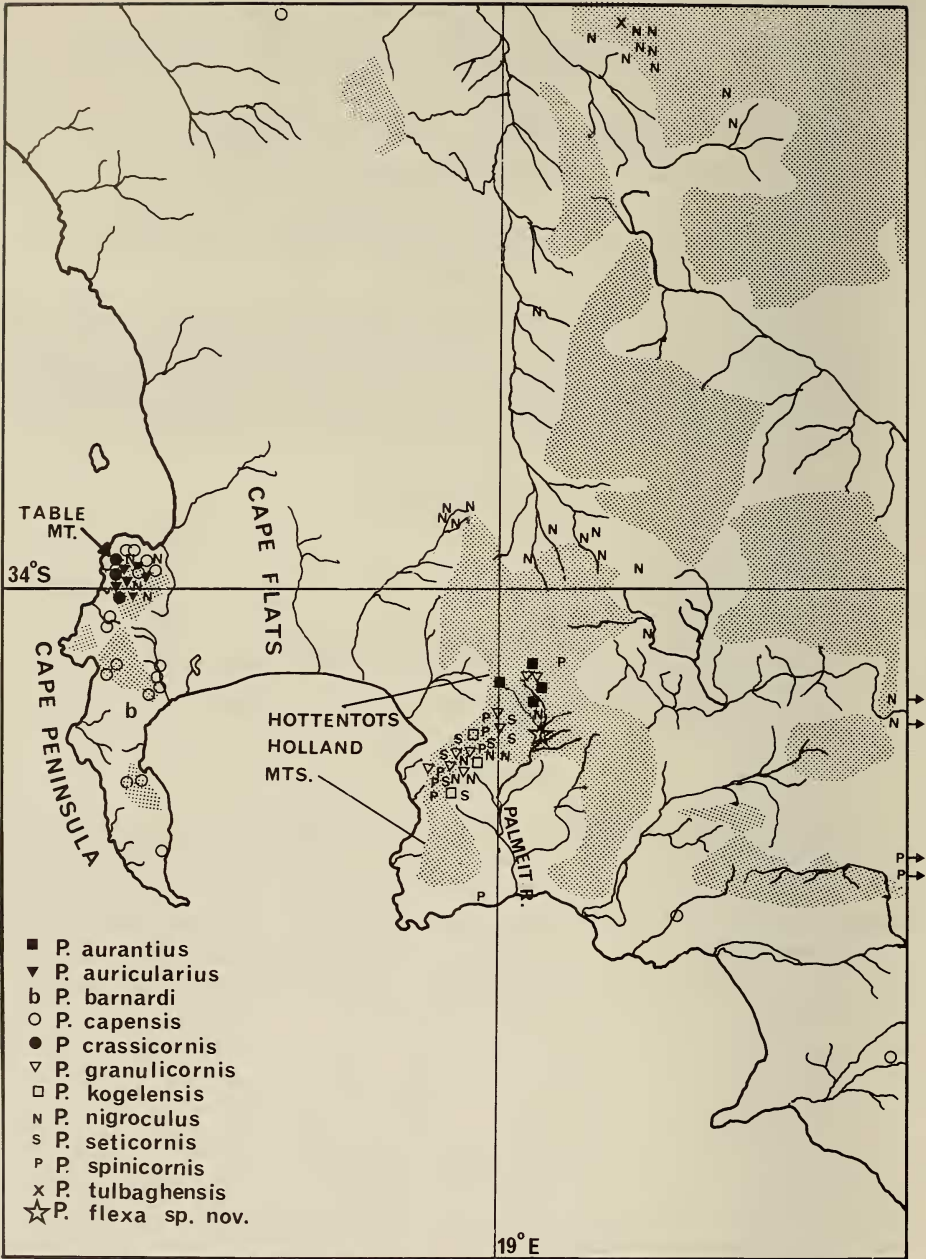 TABLE
MT.
34°S
CAPE FLATS
CAPE PENINSULA
HOTTENTOTS
HOLLAND
MTS.
PALMEIT R.
P. aurantius
P. auricularius
b P. barnardi
P. capensis
P crassicornis
P. granulicornis
P. kogelensis
N P. nigroculus
S P. seticornis
P P. spinicornis
x P. tulbaghensis
P. flexa sp. nov.
19°E